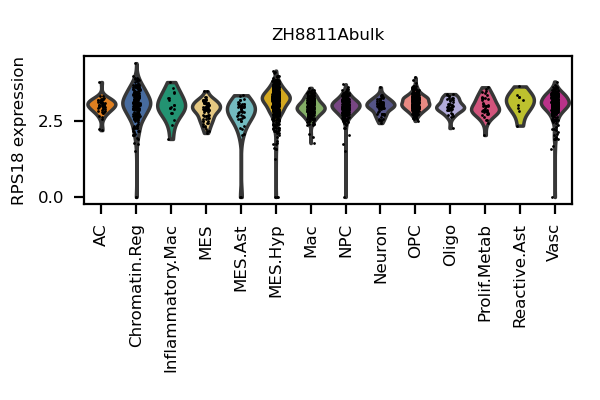 ZH8811Abulk
RPS18 expression
2.5
0.0
AC
Chromatin.Reg
Inflammatory.Mac
MES
MES.Ast
MES.Hyp
Mac
NPC
Neuron
OPC
Oligo
Prolif.Metab
Reactive.Ast
Vasc